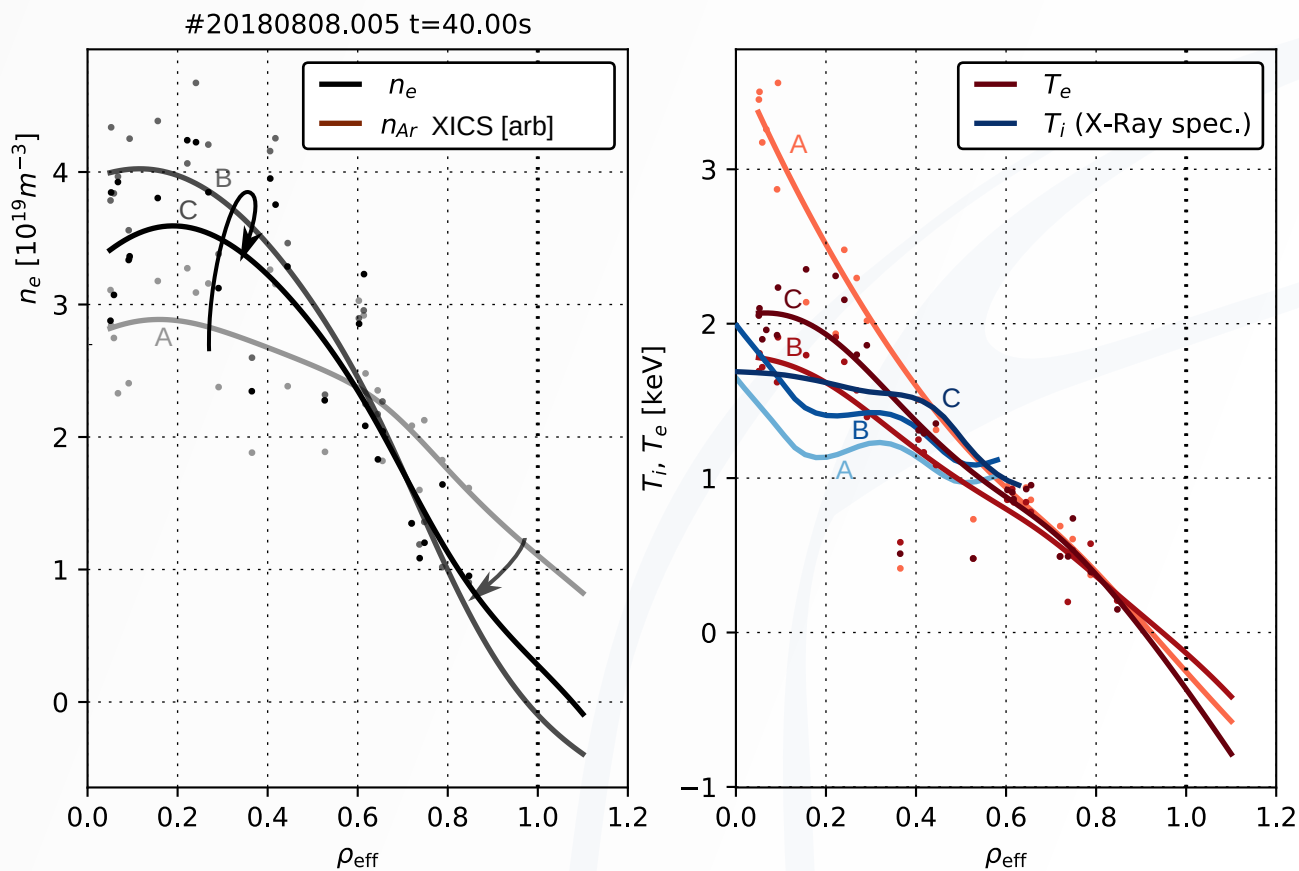 #20180808.005 t=40.00s
n_e
n_Ar XICS [arb]
n_e [10^19 m^−3]
4
3
2
1
0
0.0 0.2 0.4 0.6 0.8 1.0 1.2
ρ_eff
B
C
A
T_e
T_i (X-Ray spec.)
T_i, T_e [keV]
3
2
1
0
−1
0.0 0.2 0.4 0.6 0.8 1.0 1.2
ρ_eff
A
C
B
C
B
A